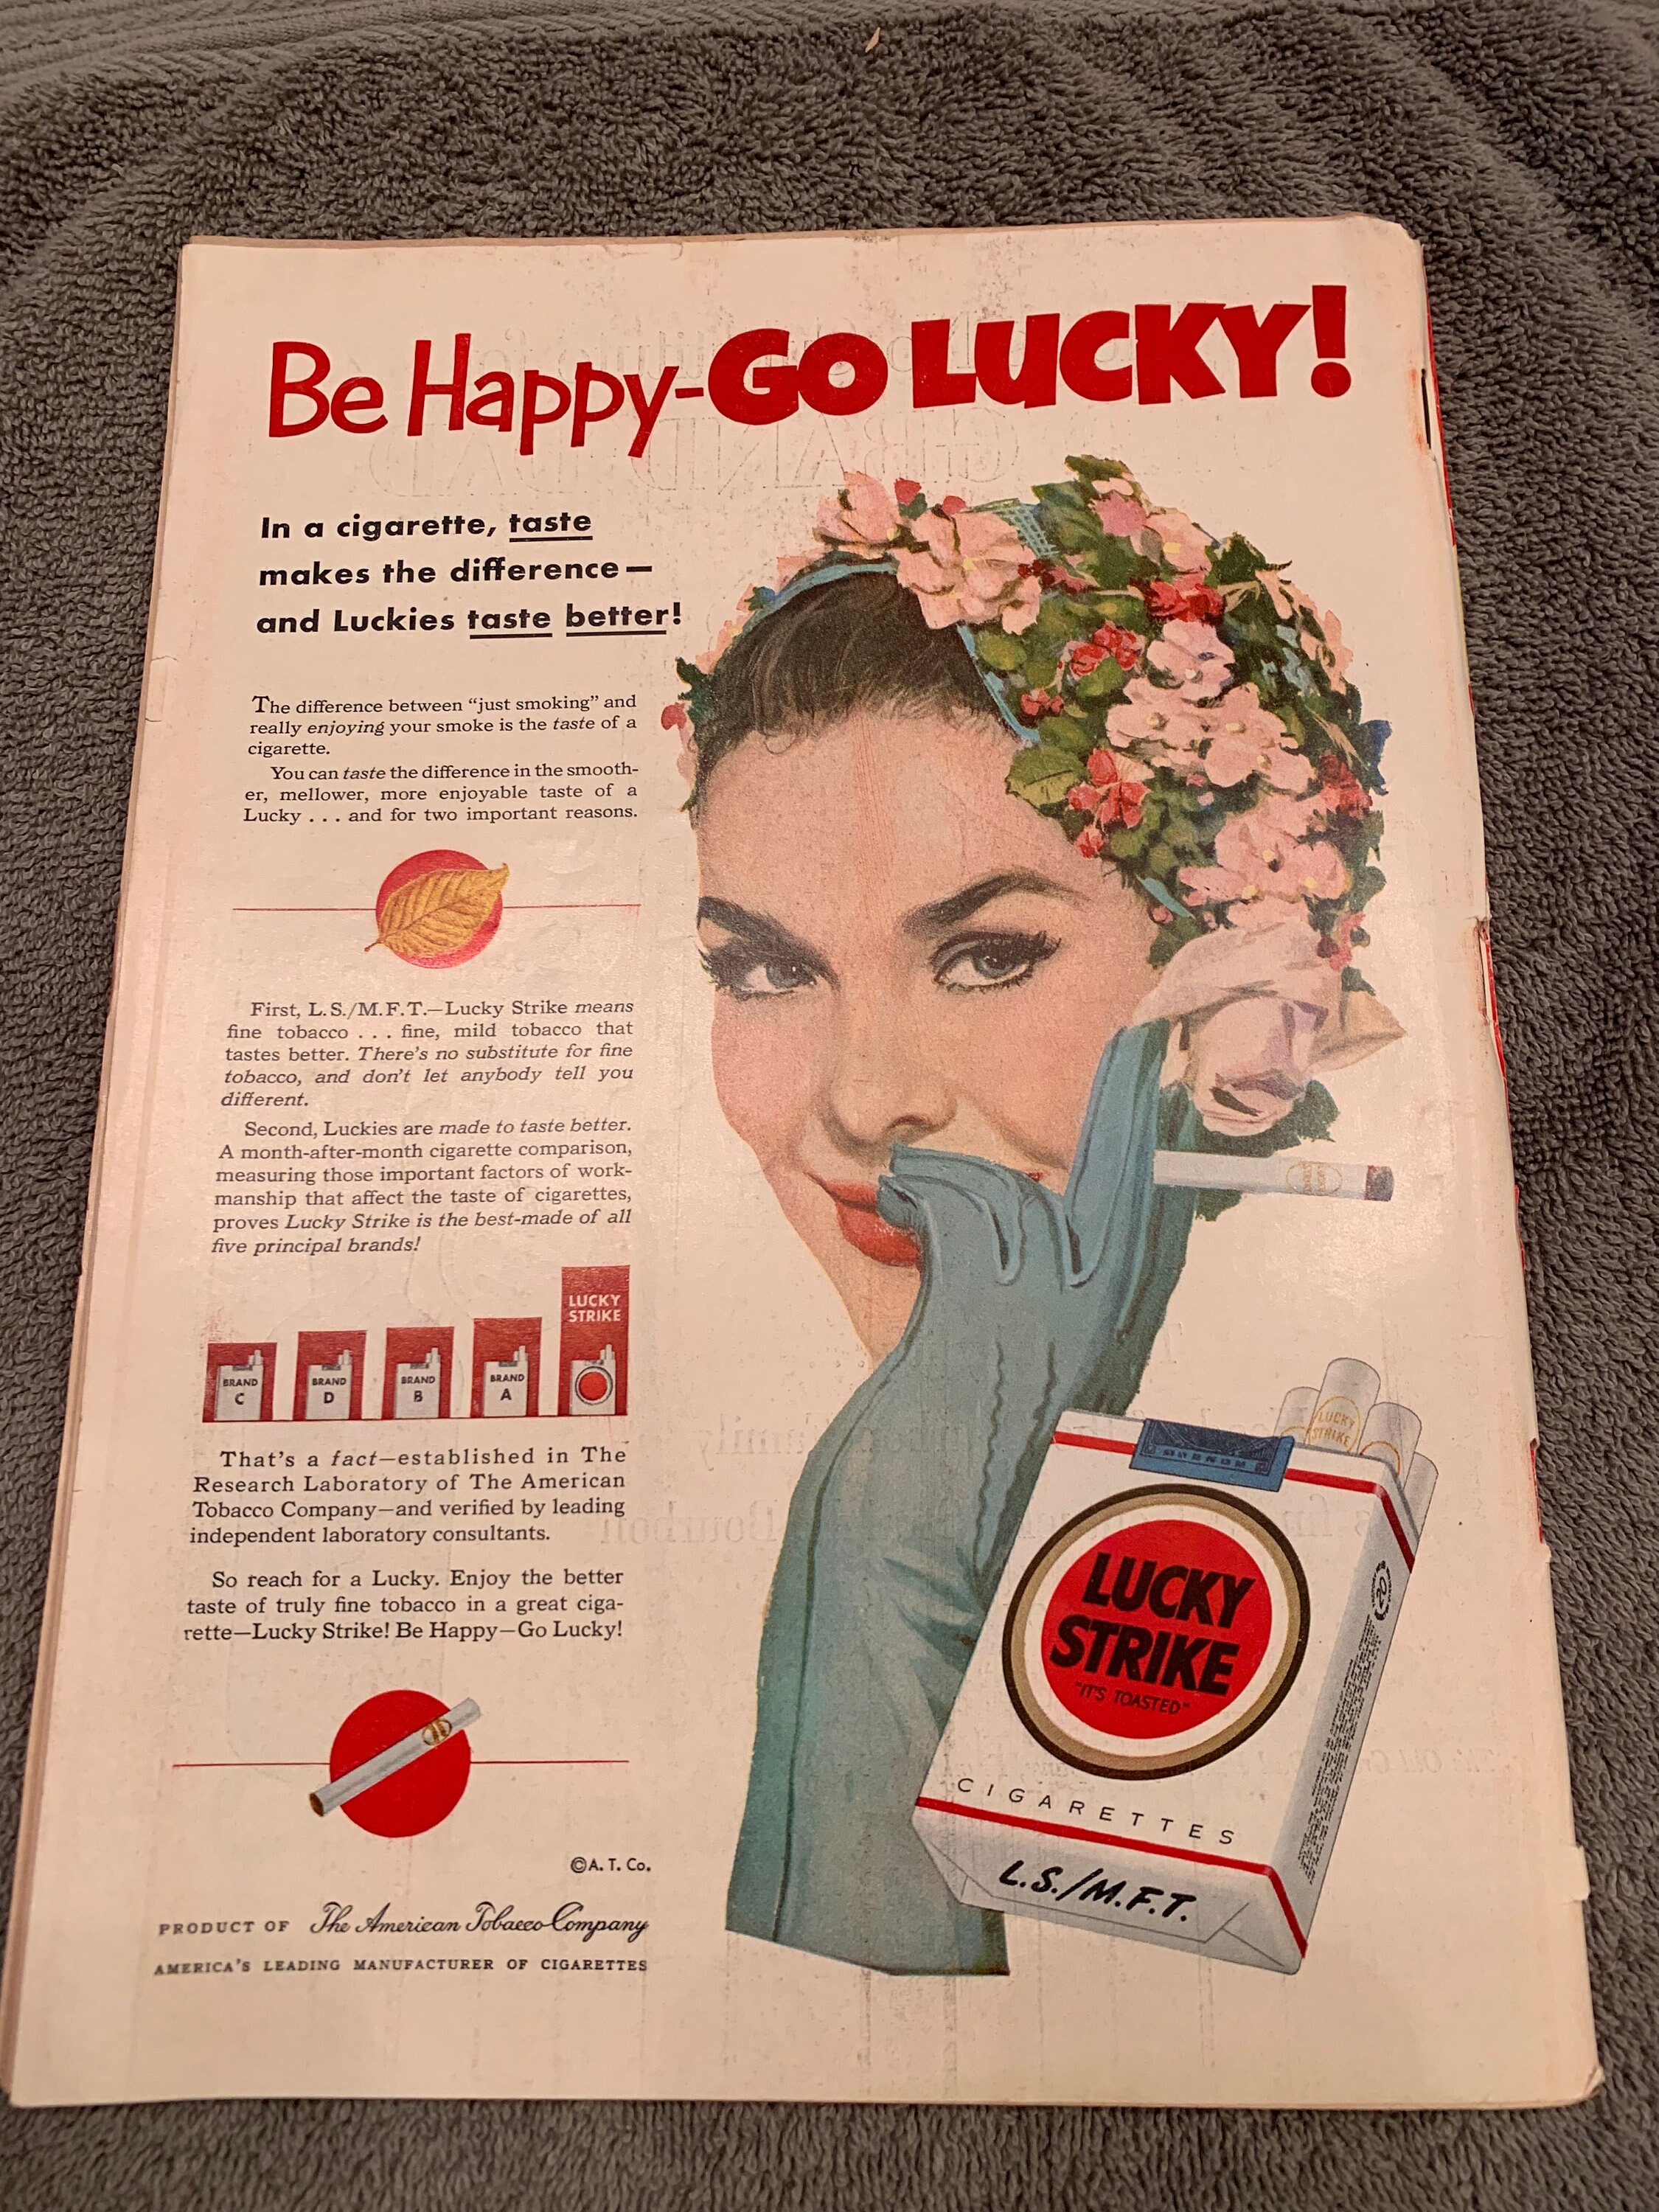 Be Happy-GO LUCKY!
In a cigarette, taste
makes the difference—
and Luckies taste better!
The difference between "just smoking" and
really enjoying your smoke is the taste of a
cigarette.
You can taste the difference in the smooth-
er, mellower, more enjoyable taste of a
Lucky . . . and for two important reasons.
First, L.S./M.F.T.—Lucky Strike means
fine tobacco . . . fine, mild tobacco that
tastes better. There's no substitute for fine
tobacco, and don't let anybody tell you
different.
Second, Luckies are made to taste better.
A month-after-month cigarette comparison,
measuring those important factors of work-
manship that affect the taste of cigarettes,
proves Lucky Strike is the best-made of all
five principal brands!
LUCKY
STRIKE
BRAND
C
BRAND
D
BRAND
B
BRAND
A
That's a fact—established in The
Research Laboratory of The American
Tobacco Company—and verified by leading
independent laboratory consultants.
So reach for a Lucky. Enjoy the better
taste of truly fine tobacco in a great ciga-
rette—Lucky Strike! Be Happy—Go Lucky!
©A. T. Co.
PRODUCT OF The American Tobacco Company
AMERICA'S LEADING MANUFACTURER OF CIGARETTES
LUCKY
STRIKE
LUCKY
STRIKE
"IT'S TOASTED"
CIGARETTES
L.S./M.F.T.
20